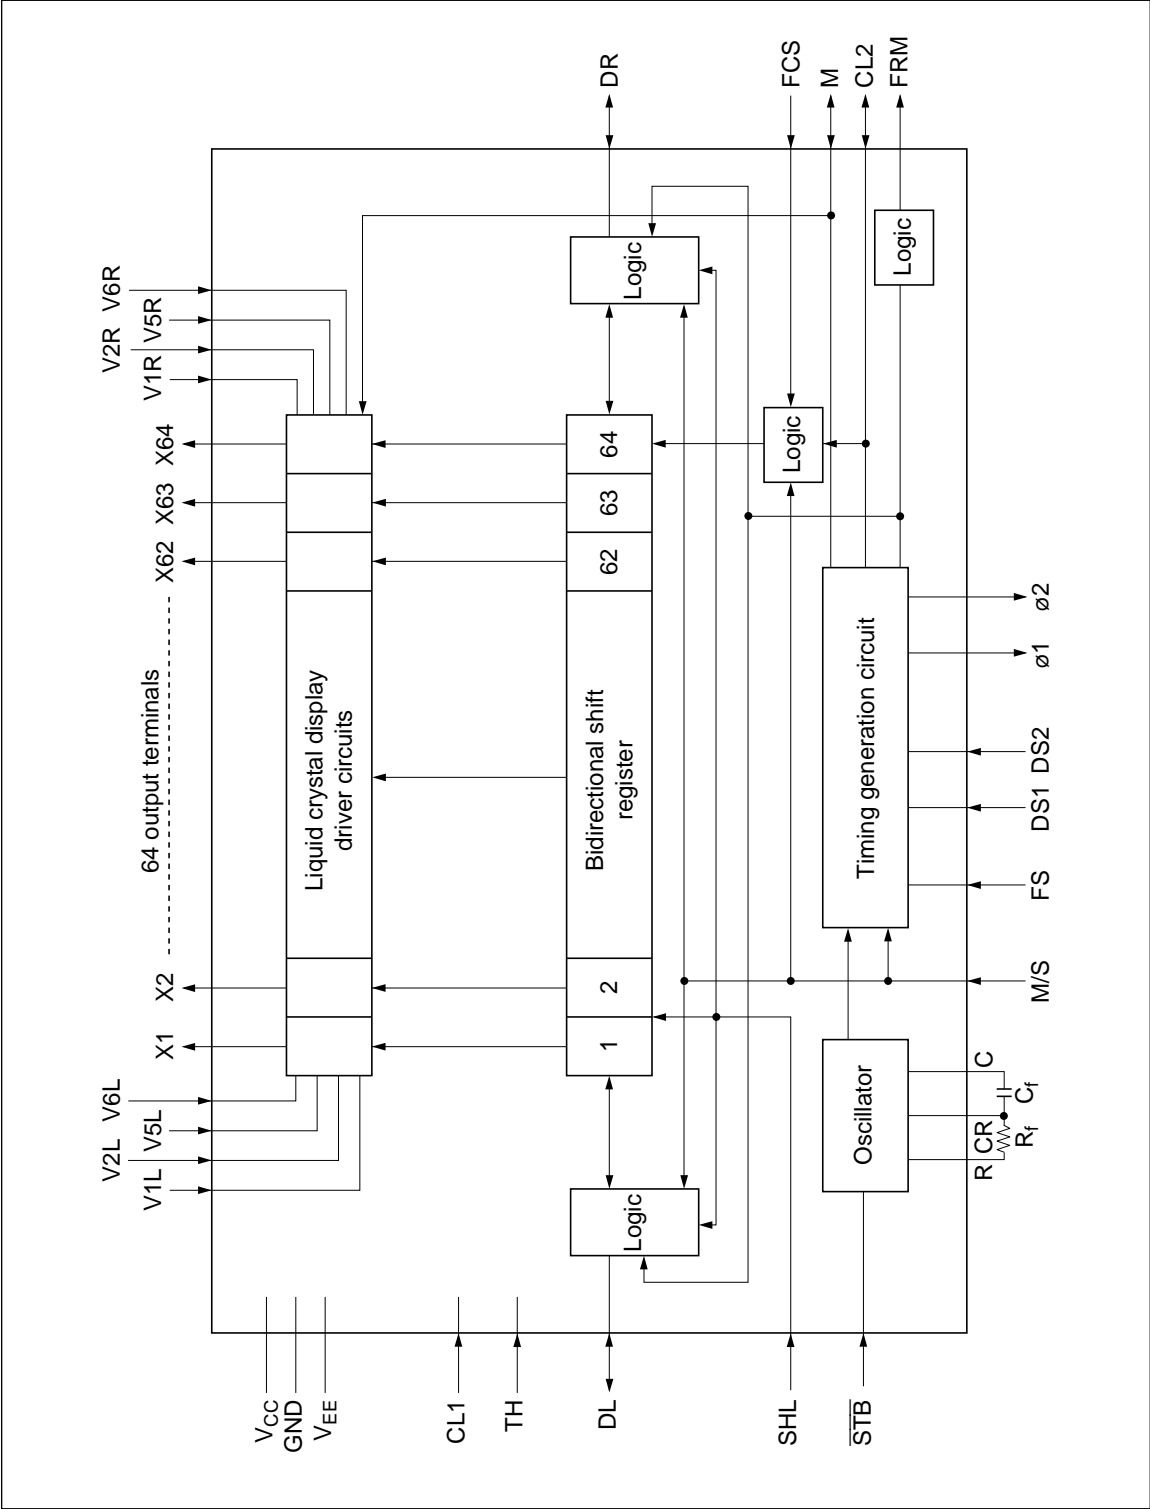 V1L
V2L
V5L
V6L
X1
X2
64 output terminals
X62
X63
X64
V1R
V2R
V5R
V6R
VCC
GND
VEE
Liquid crystal display
driver circuits
CL1
TH
DL
Logic
1
2
Bidirectional shift
register
62
63
64
Logic
DR
SHL
Logic
FCS
M
STB
Oscillator
Timing generation circuit
CL2
Logic
FRM
R
CR
C
Rf
Cf
M/S
FS
DS1
DS2
ø1
ø2